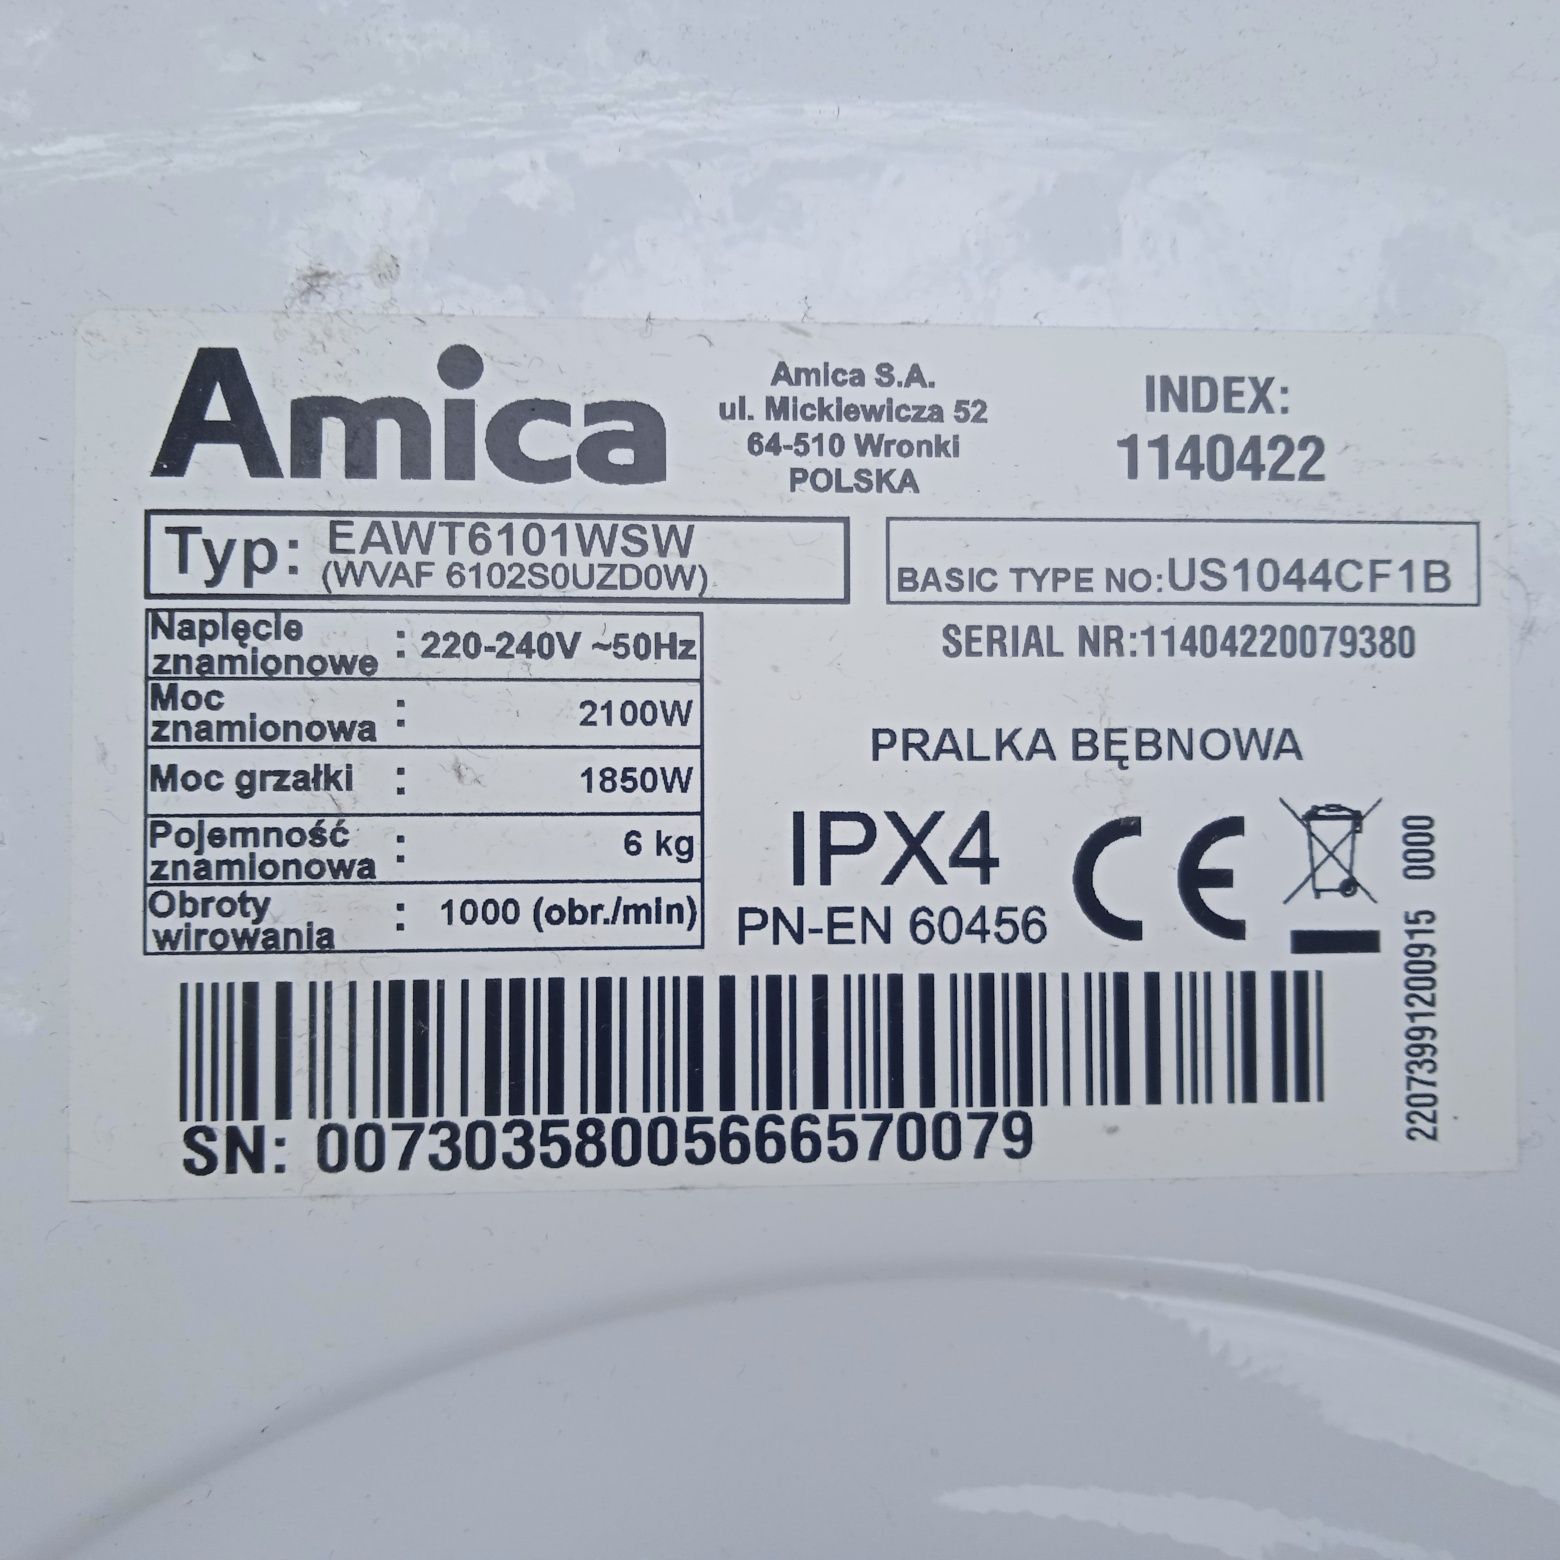 Amica
Amica S.A.
ul. Mickiewicza 52
64-510 Wronki
POLSKA
INDEX:
1140422
Typ: EAWT6101WSW
(WVAF 6102S0UZD0W)
BASIC TYPE NO:US1044CF1B
SERIAL NR:11404220079380
Napięcie
znamionowe : 220-240V ~50Hz
Moc
znamionowa : 2100W
Moc grzałki : 1850W
Pojemność
znamionowa : 6 kg
Obroty
wirowania : 1000 (obr./min)
PRALKA BĘBNOWA
IPX4
PN-EN 60456
CE
22073991200915 0000
SN: 00730358005666570079